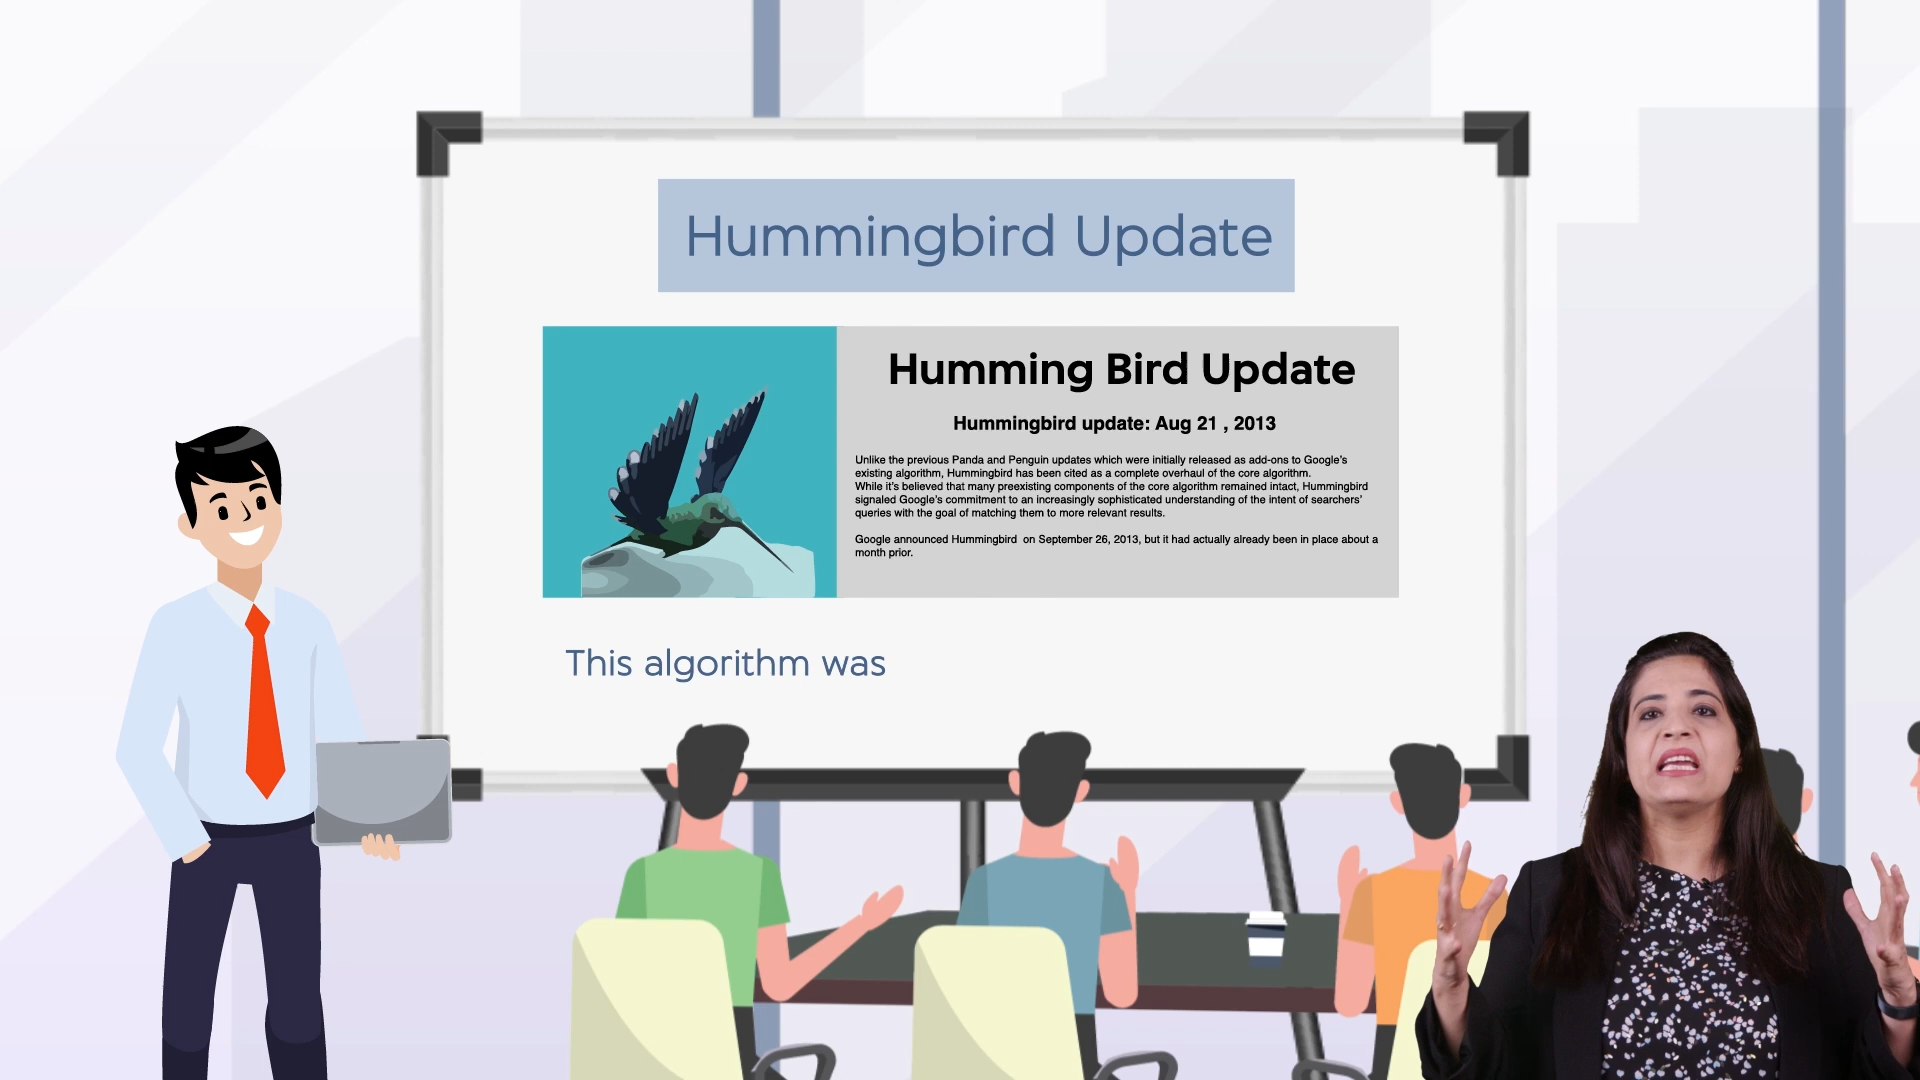 Hummingbird Update
Humming Bird Update
Hummingbird update: Aug 21 , 2013
Unlike the previous Panda and Penguin updates which were initially released as add-ons to Google's
existing algorithm, Hummingbird has been cited as a complete overhaul of the core algorithm.
While it's believed that many preexisting components of the core algorithm remained intact, Hummingbird
signaled Google's commitment to an increasingly sophisticated understanding of the intent of searchers'
queries with the goal of matching them to more relevant results.
Google announced Hummingbird  on September 26, 2013, but it had actually already been in place about a
month prior.
This algorithm was